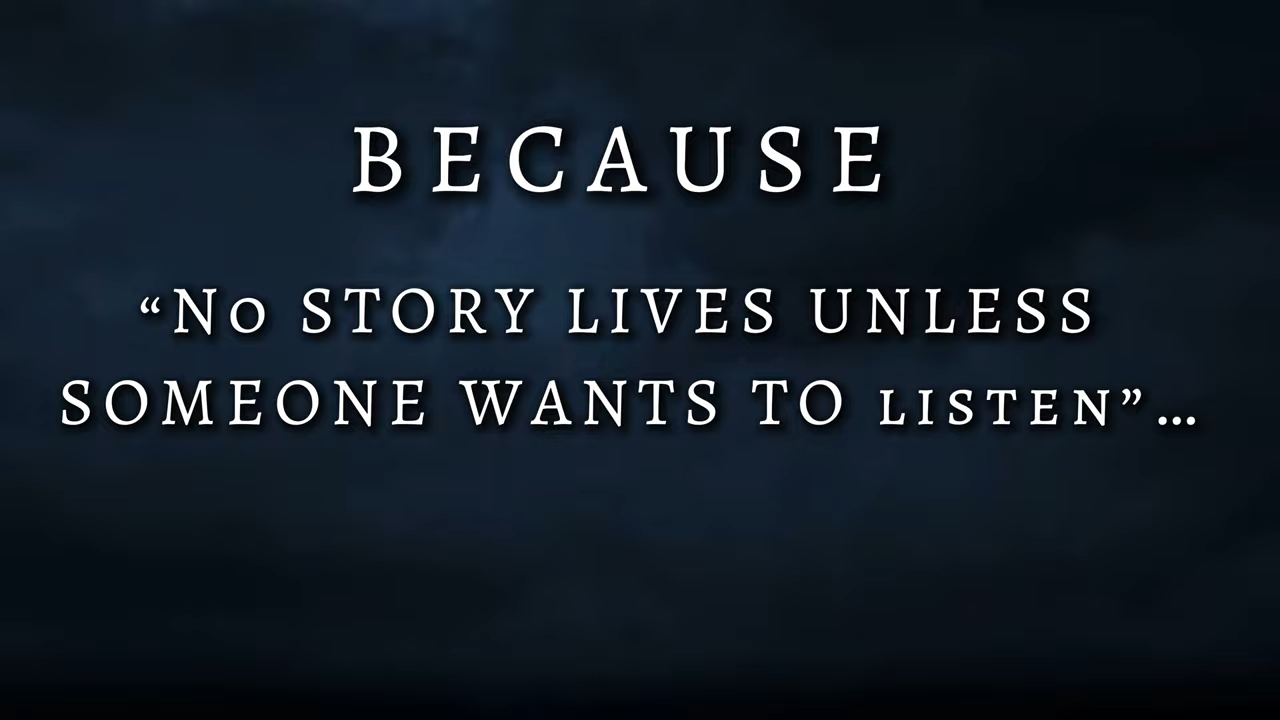 BECAUSE
“No STORY LIVES UNLESS
SOMEONE WANTS TO LISTEN”...